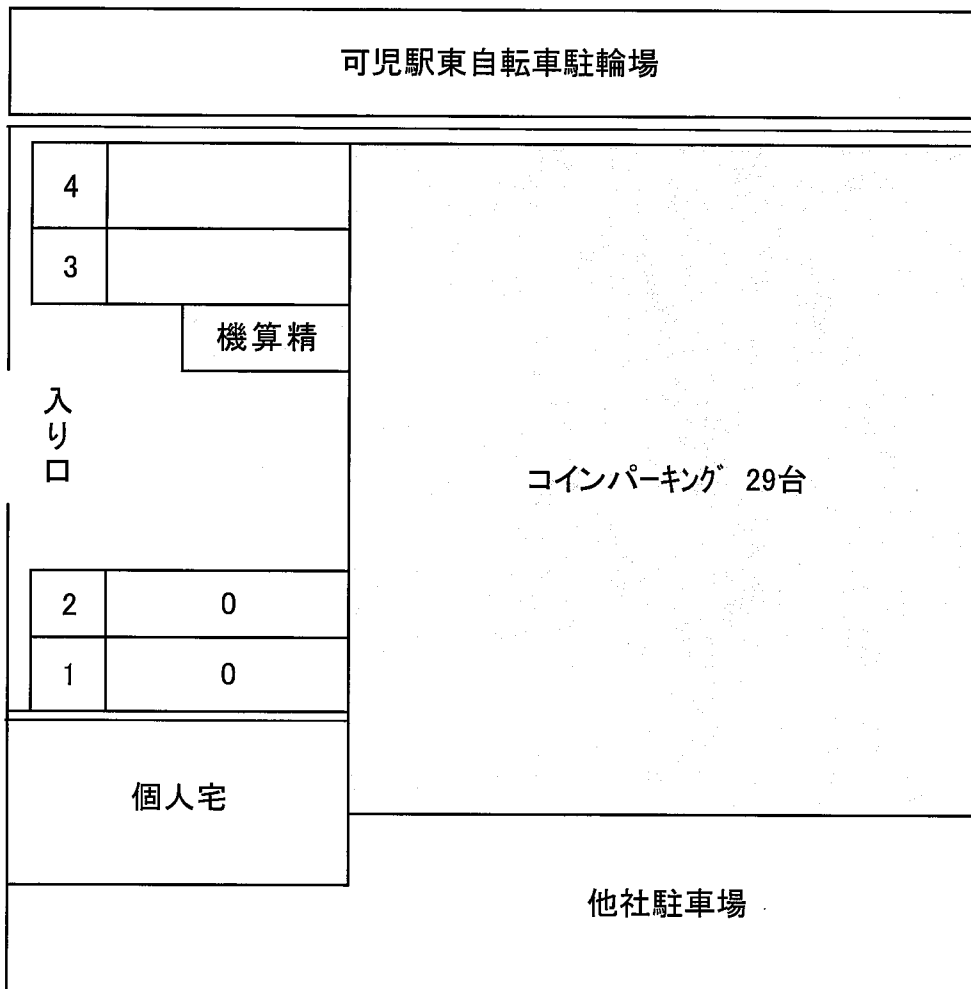 可児駅東自転車駐輪場
4
3
機算精
入り口
コインパーキング 29台
2 0
1 0
個人宅
他社駐車場